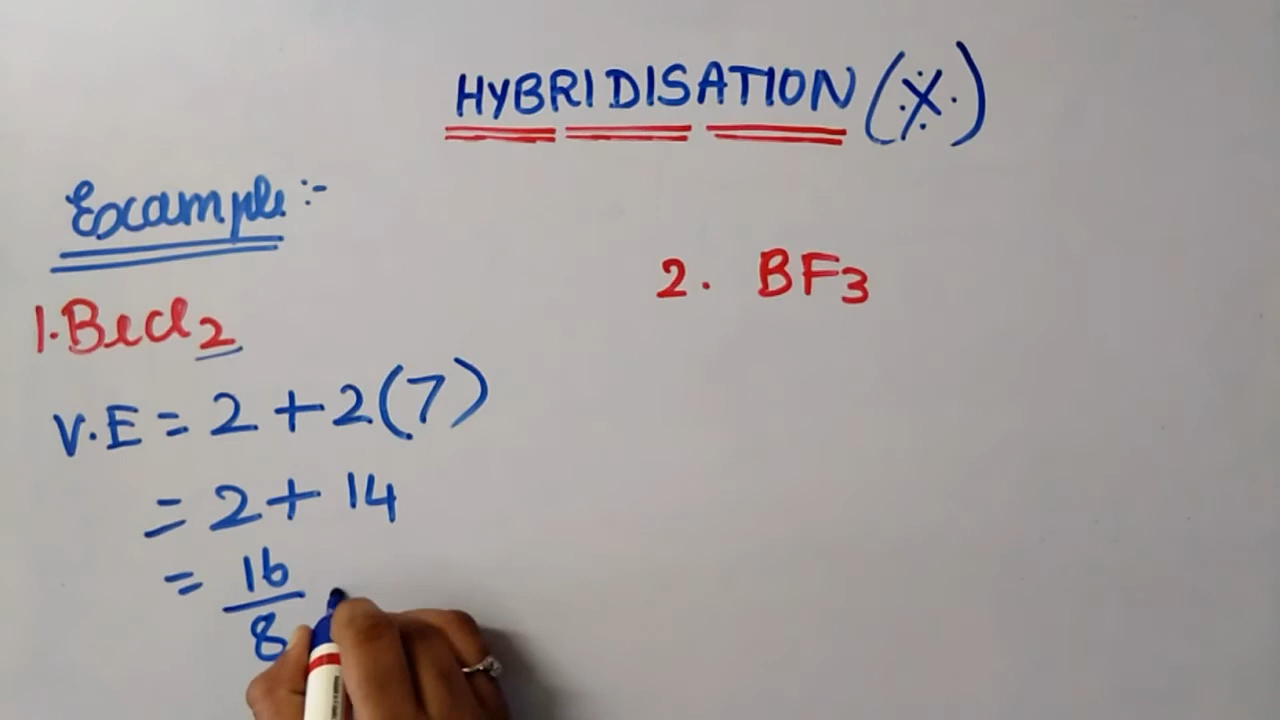 HYBRIDISATION (X)
Example :-
1. Becl2
V.E = 2 + 2(7)
= 2 + 14
= 16
8
2. BF3